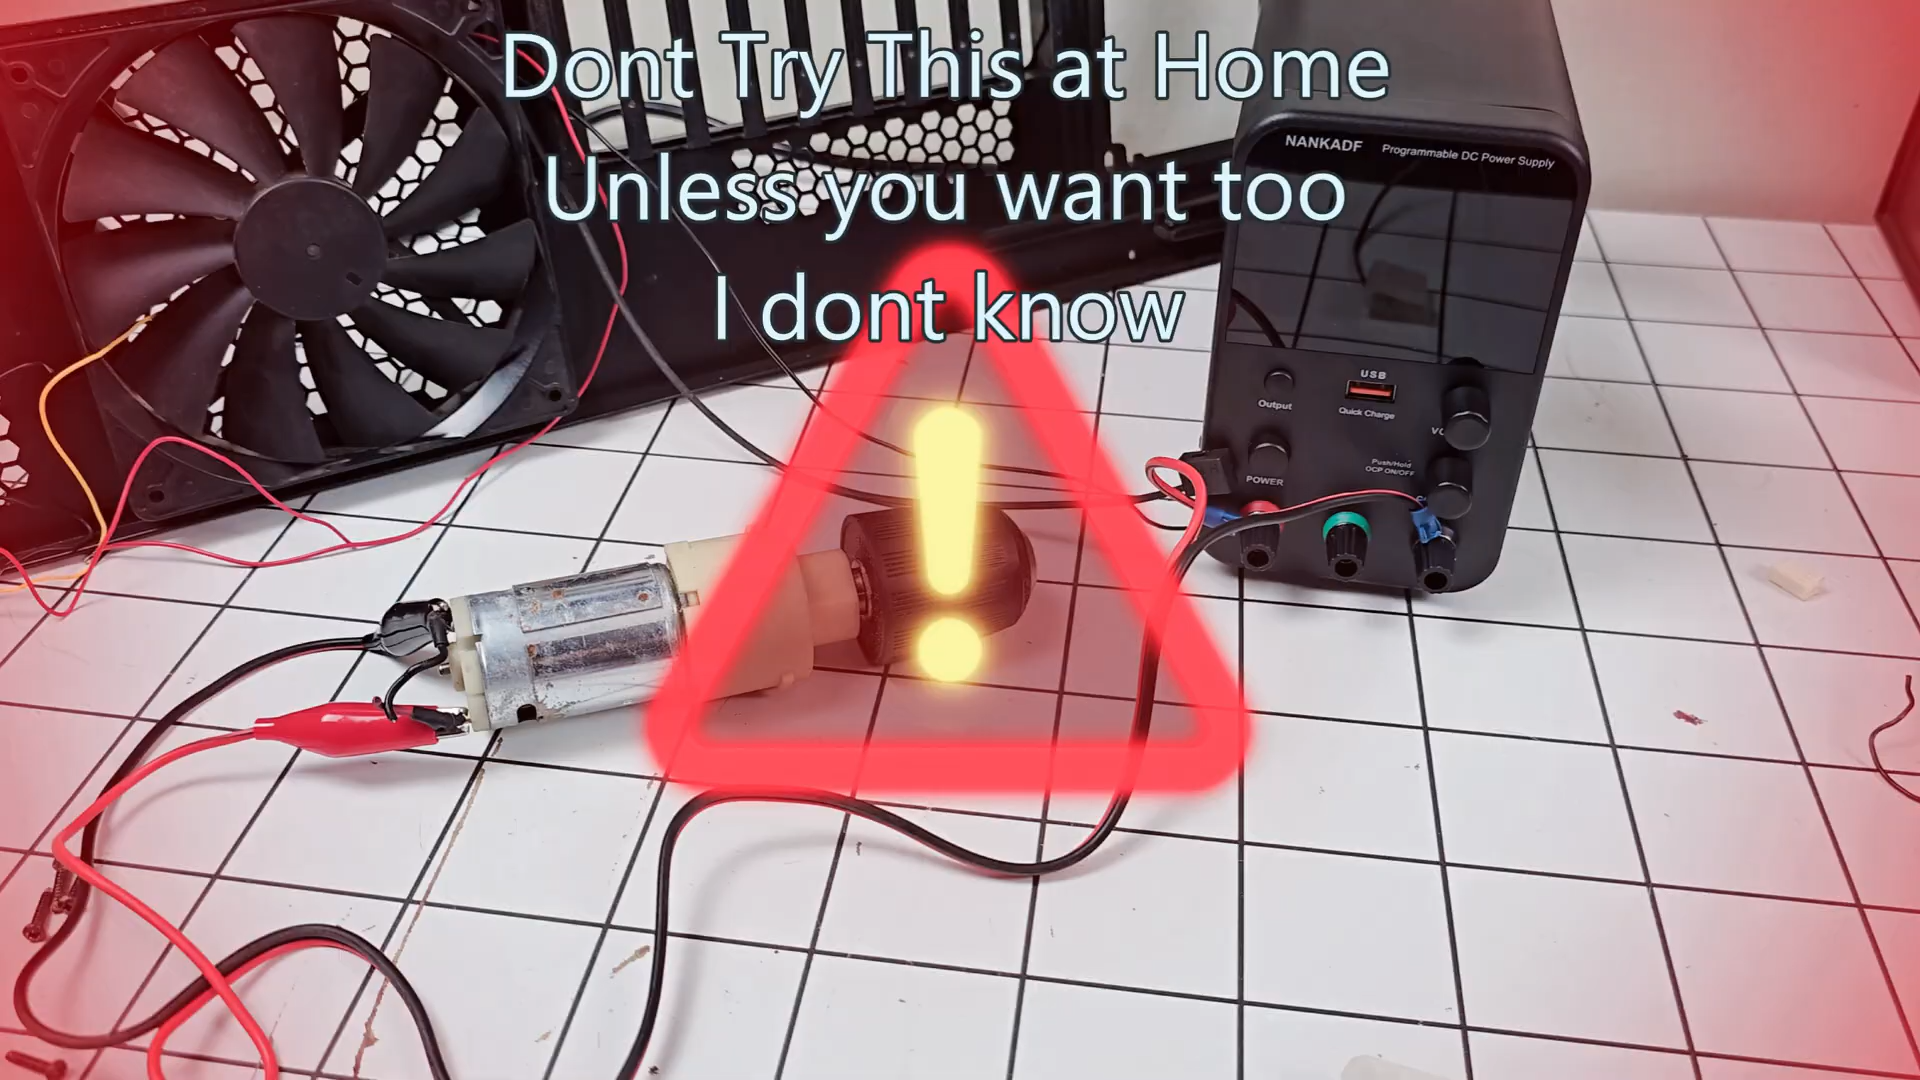 Dont Try This at Home
Unless you want too
I dont know
NANKADF Programmable DC Power Supply
USB
Output
Quick Charge
Push/Hold
OCP ON/OFF
POWER